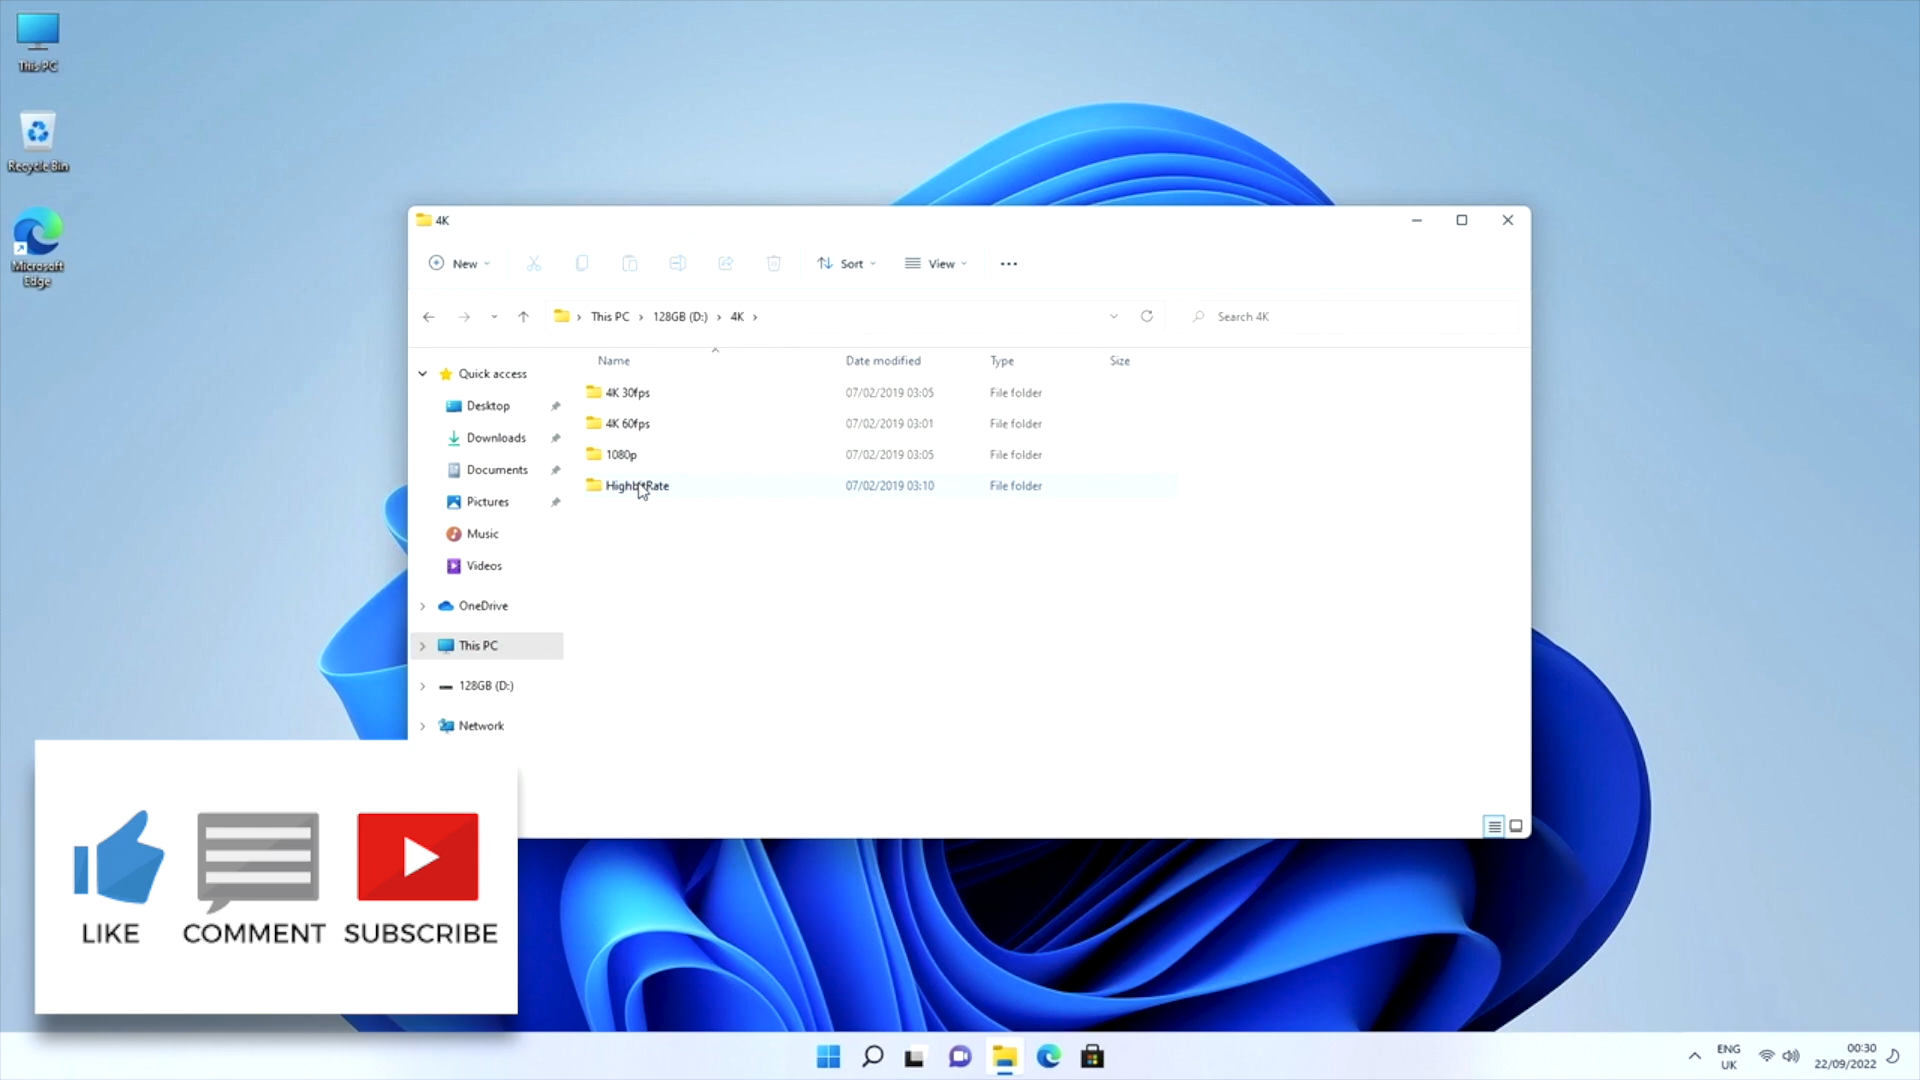 This PC
Recycle Bin
Microsoft
Edge
4K
New
Sort
View
This PC
128GB (D:)
4K
Search 4K
Name
Date modified
Type
Size
4K 30fps
07/02/2019 03:05
File folder
4K 60fps
07/02/2019 03:01
File folder
1080p
07/02/2019 03:05
File folder
HighbitRate
07/02/2019 03:10
File folder
Quick access
Desktop
Downloads
Documents
Pictures
Music
Videos
OneDrive
This PC
128GB (D:)
Network
LIKE
COMMENT
SUBSCRIBE
ENG
UK
00:30
22/09/2022